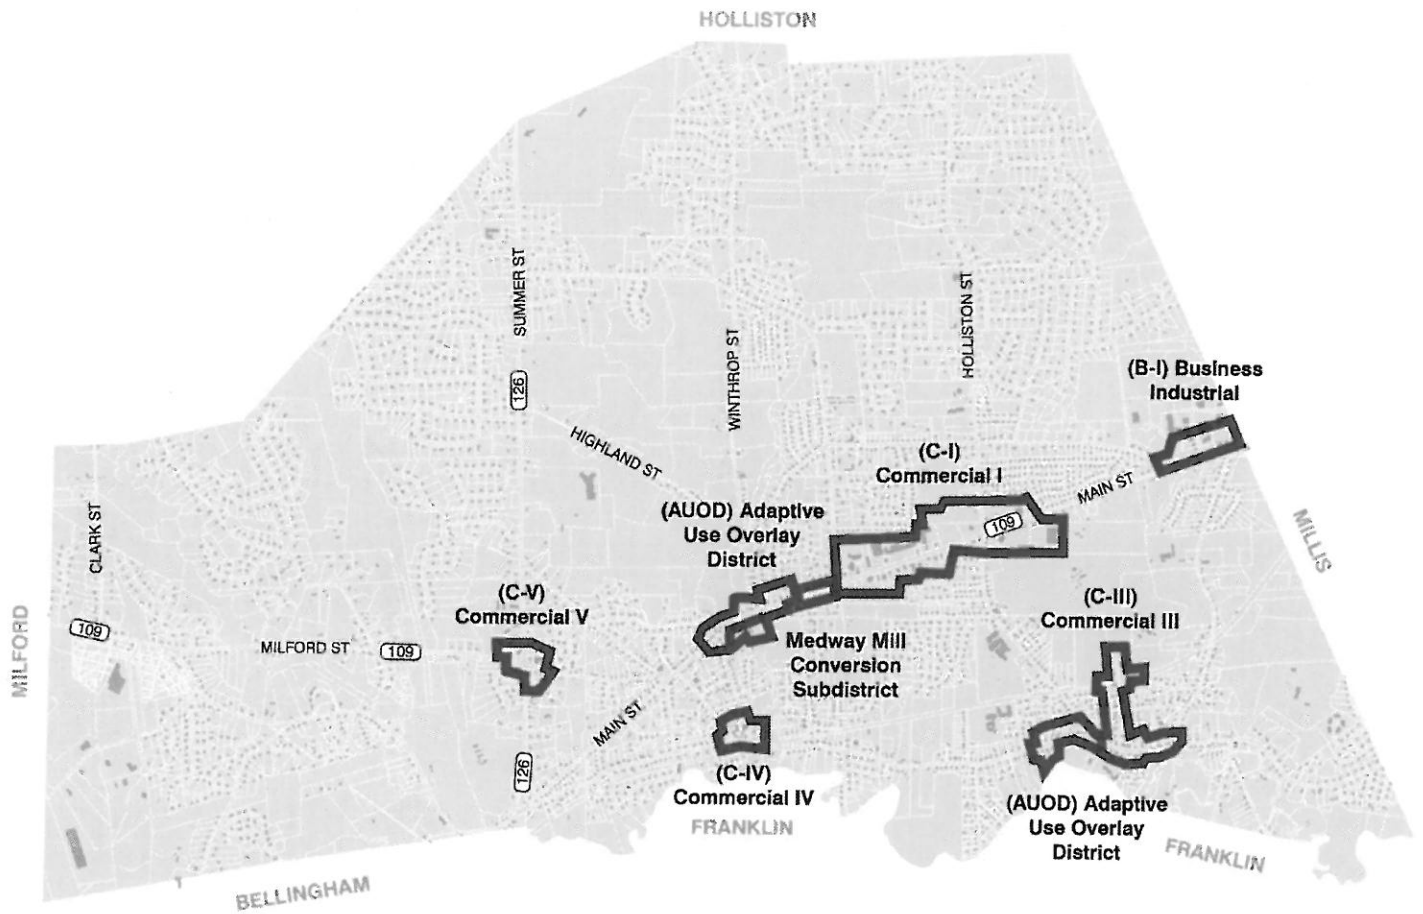 HOLLISTON
SUMMER ST
HOLLISTON ST
WINTHROP ST
(B-I) Business
Industrial
126
HIGHLAND ST
(C-I)
Commercial I
MAIN ST
109
CLARK ST
(AUOD) Adaptive
Use Overlay
District
MILLIS
(C-V)
Commercial V
(C-III)
Commercial III
MILFORD
109
MILFORD ST
109
Medway Mill
Conversion
Subdistrict
MAIN ST
126
(C-IV)
Commercial IV
FRANKLIN
(AUOD) Adaptive
Use Overlay
District
FRANKLIN
BELLINGHAM